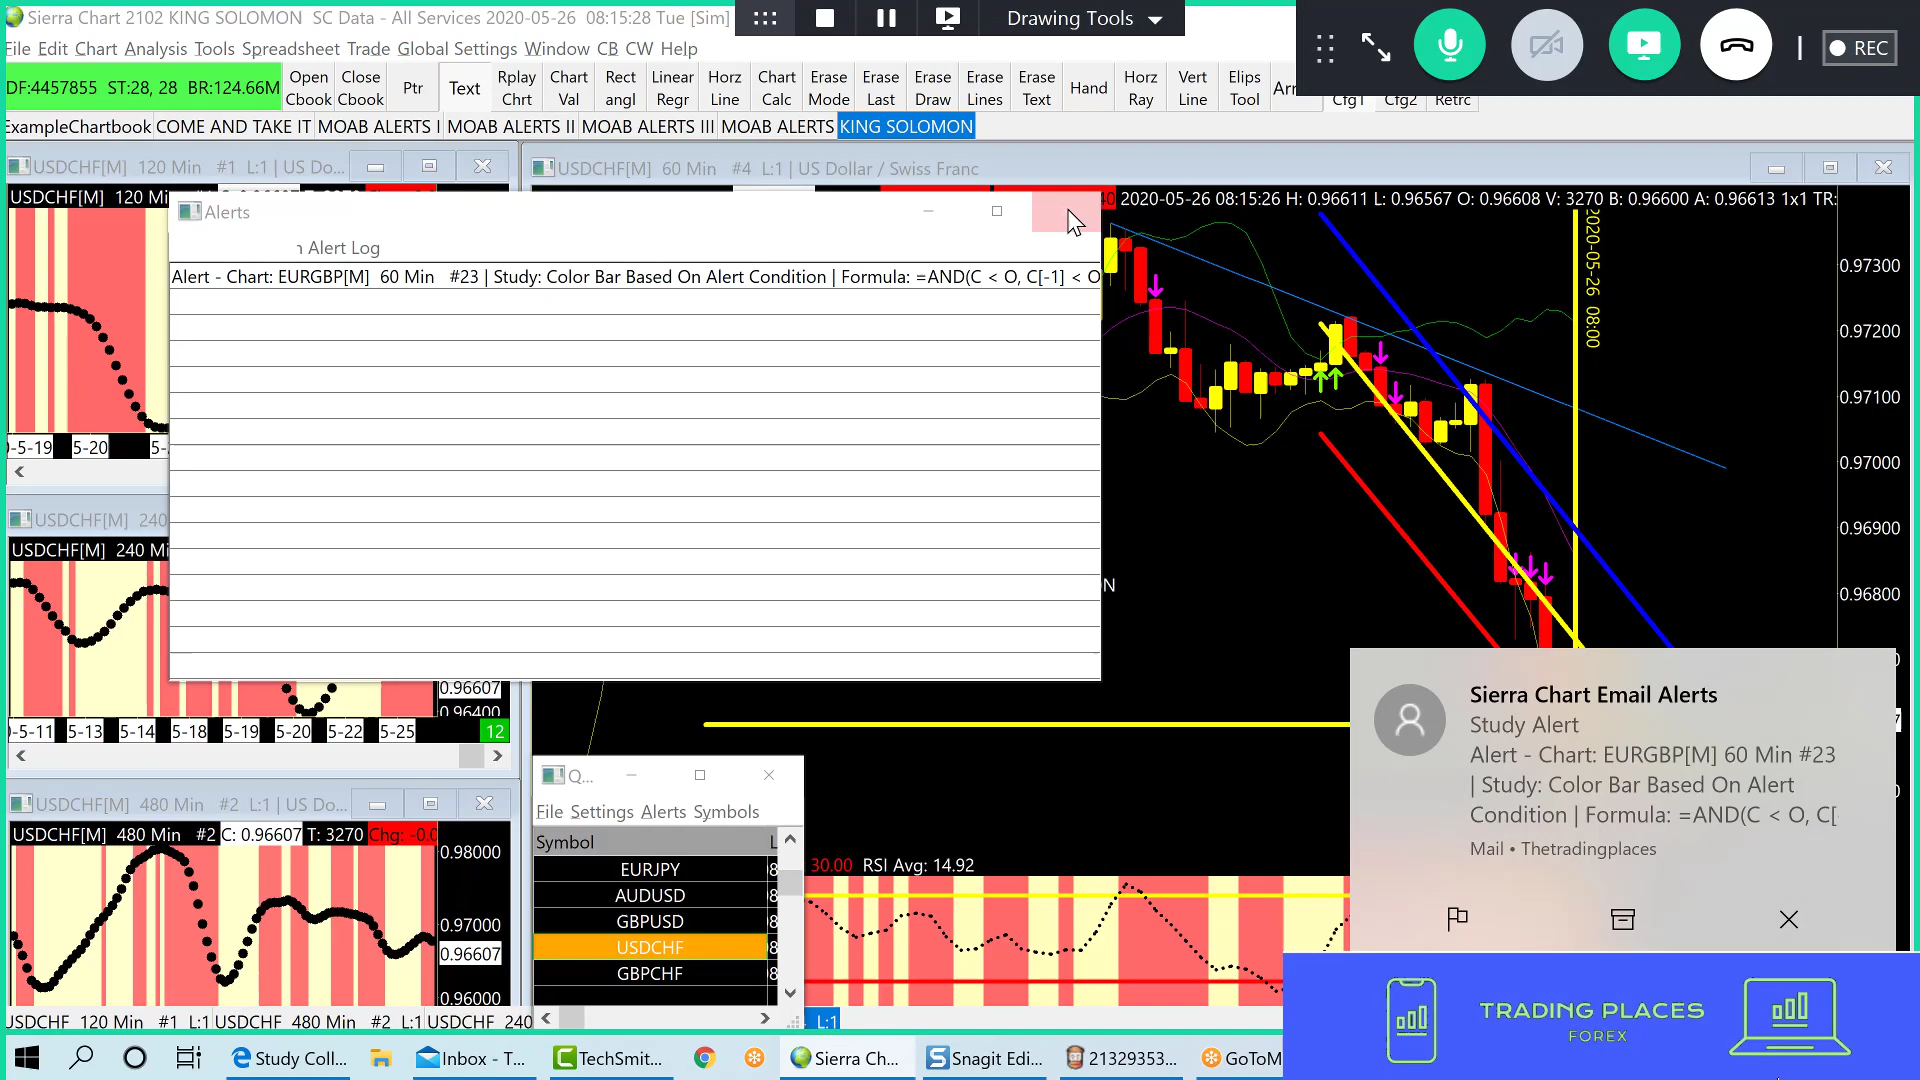 Sierra Chart 2102 KING SOLOMON SC Data - All Services 2020-05-26 08:15:28 Tue [Sim]
Drawing Tools
REC
File Edit Chart Analysis Tools Spreadsheet Trade Global Settings Window CB CW Help
DF:4457855 ST:28, 28 BR:124.66M
Open Cbook
Close Cbook
Ptr
Text
Rplay Chrt
Chart Val
Rect angl
Linear Regr
Horz Line
Chart Calc
Erase Mode
Erase Last
Erase Draw
Erase Lines
Erase Text
Hand
Horz Ray
Vert Line
Elips Tool
Cfg1
Cfg2
Retrc
ExampleChartbook COME AND TAKE IT MOAB ALERTS I MOAB ALERTS II MOAB ALERTS III MOAB ALERTS KING SOLOMON
USDCHF[M] 120 Min #1 L:1 | US Do...
USDCHF[M] 60 Min #4 L:1 | US Dollar / Swiss Franc
USDCHF[M] 120 Mi
2020-05-26 08:15:26 H: 0.96611 L: 0.96567 O: 0.96608 V: 3270 B: 0.96600 A: 0.96613 1x1 TR:
Alerts
n Alert Log
Alert - Chart: EURGBP[M] 60 Min #23 | Study: Color Bar Based On Alert Condition | Formula: =AND(C < O, C[-1] < O
2020-05-26 08:00
0.97300
0.97200
0.97100
0.97000
0.96900
0.96800
-5-19 5-20 5-
USDCHF[M] 240
USDCHF[M] 240 Mi
N
0.96607
0.96400
5-11 5-13 5-14 5-18 5-19 5-20 5-22 5-25
12
USDCHF[M] 480 Min #2 L:1 | US Do...
USDCHF[M] 480 Min #2 C: 0.96607 T: 3270 Chg: -0.0
0.98000
0.97000
0.96607
0.96000
Q...
File Settings Alerts Symbols
Symbol L
EURJPY
AUDUSD
GBPUSD
USDCHF
GBPCHF
30.00 RSI Avg: 14.92
Sierra Chart Email Alerts
Study Alert
Alert - Chart: EURGBP[M] 60 Min #23
| Study: Color Bar Based On Alert
Condition | Formula: =AND(C < O, C[-
Mail • Thetradingplaces
TRADING PLACES
FOREX
USDCHF 120 Min #1 L:1 USDCHF 480 Min #2 L:1 USDCHF 240
L:1
Study Coll...
Inbox - T...
TechSmit...
Sierra Ch...
Snagit Edi...
21329353...
GoToM